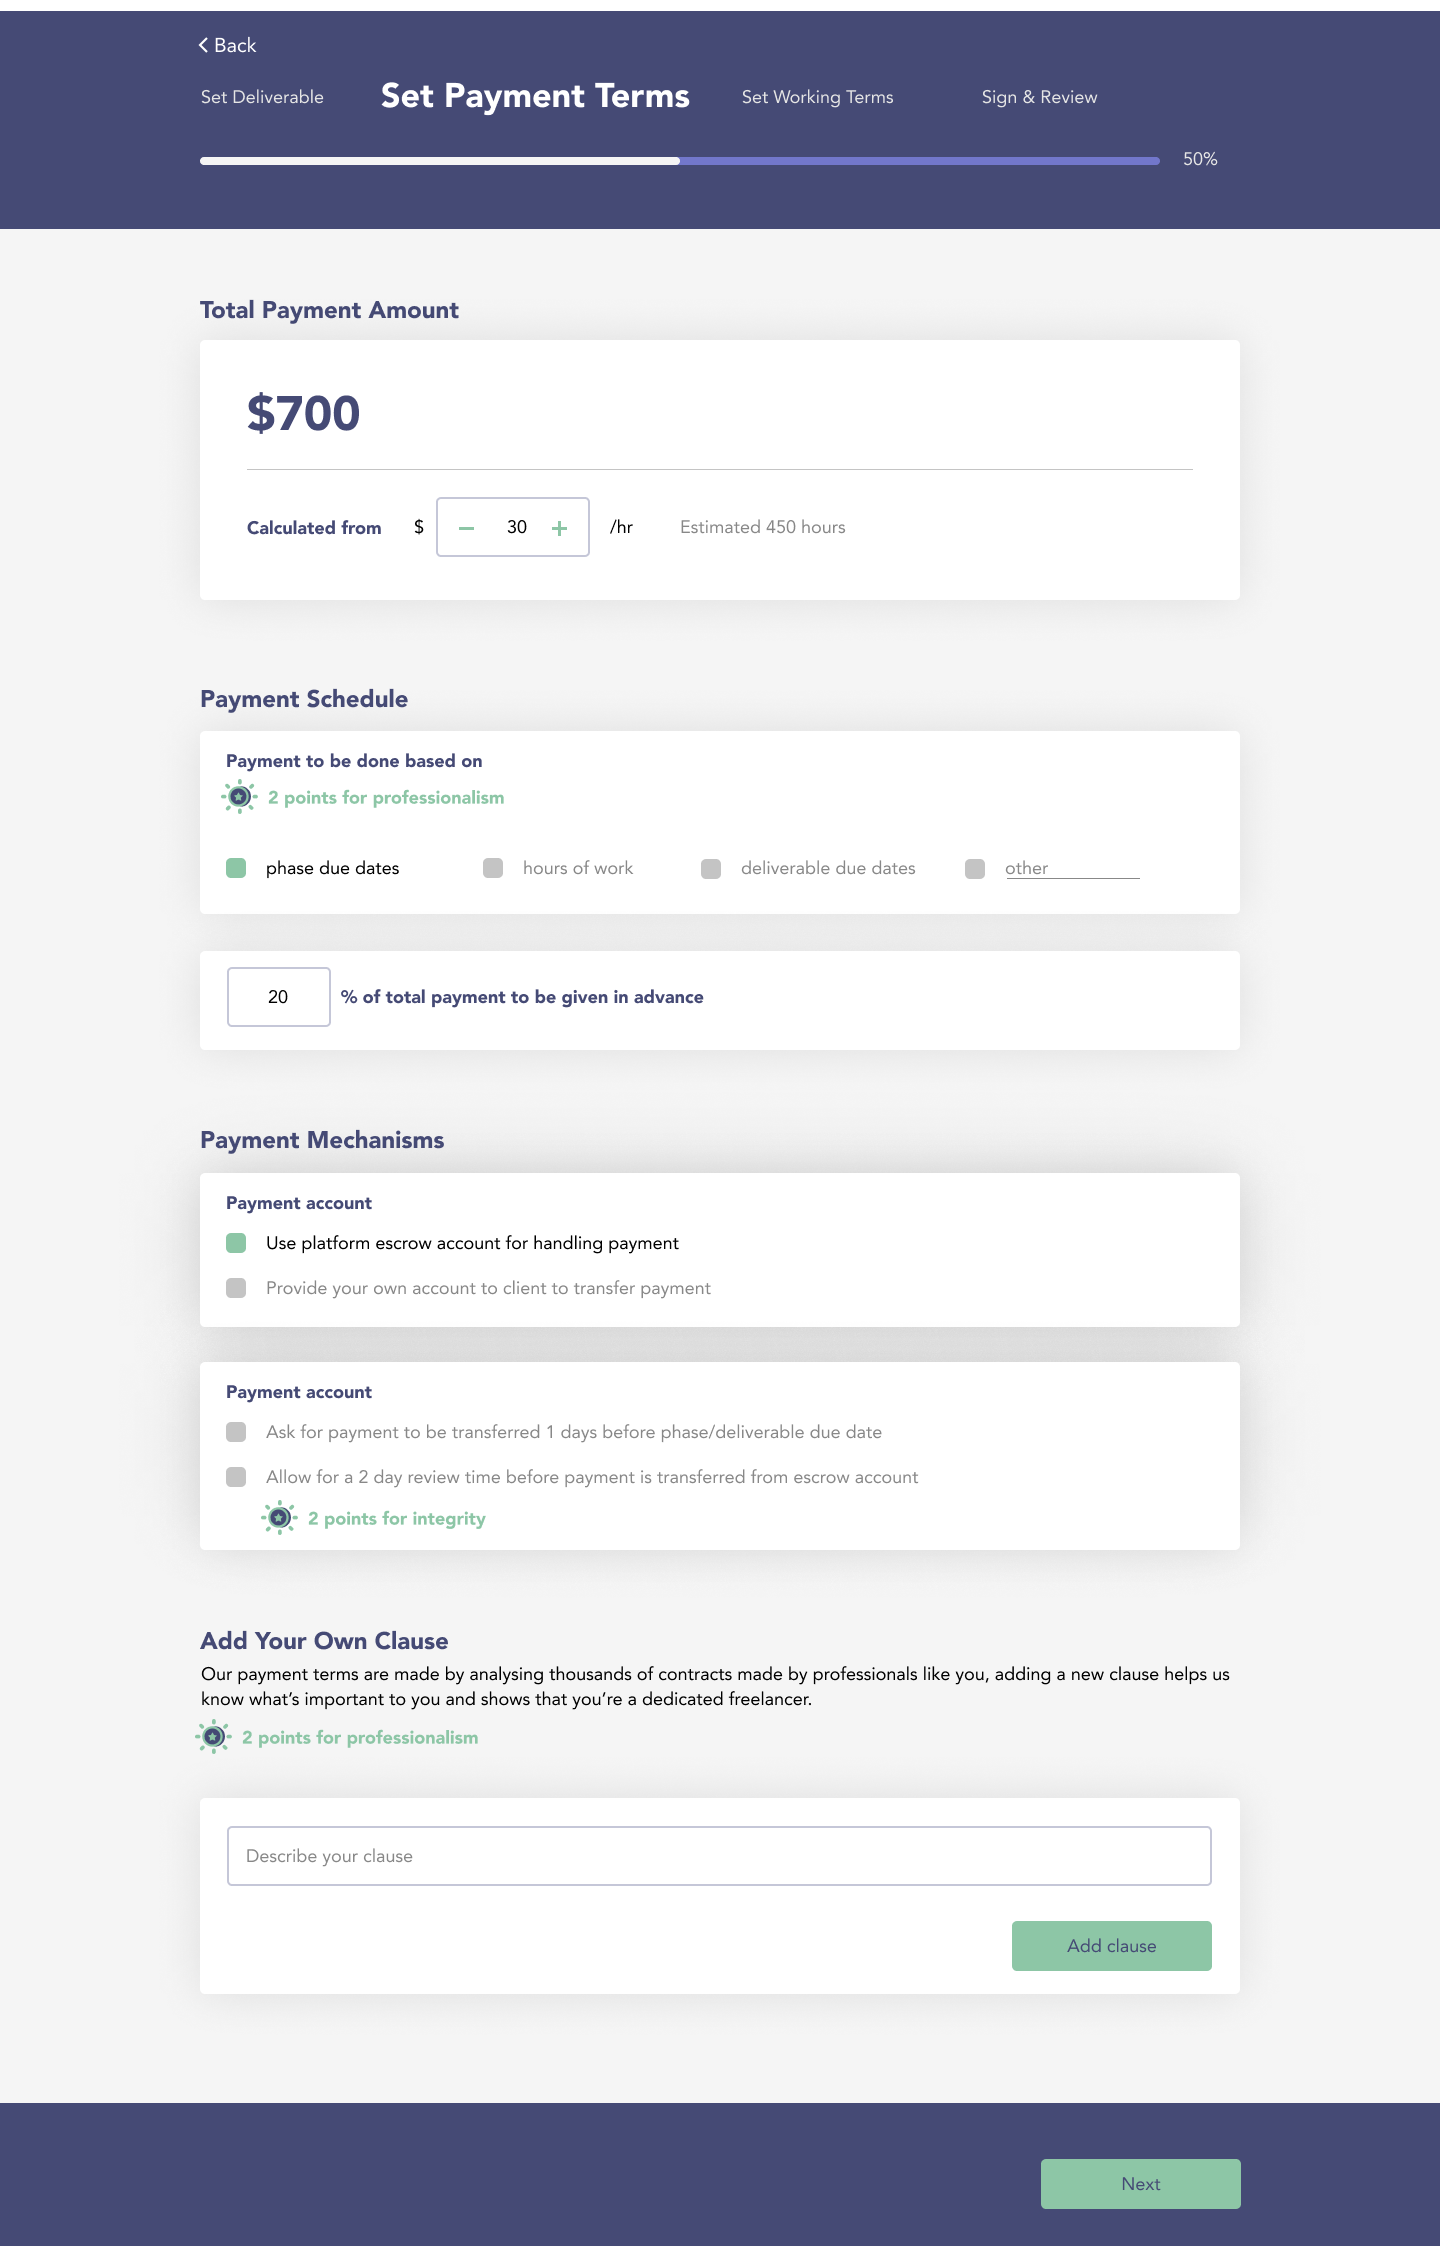 Back
Set Deliverable Set Payment Terms Set Working Terms Sign & Review
50%
Total Payment Amount
$700
Calculated from $ 30 /hr Estimated 450 hours
Payment Schedule
Payment to be done based on
2 points for professionalism
phase due dates hours of work deliverable due dates other
20 % of total payment to be given in advance
Payment Mechanisms
Payment account
Use platform escrow account for handling payment
Provide your own account to client to transfer payment
Payment account
Ask for payment to be transferred 1 days before phase/deliverable due date
Allow for a 2 day review time before payment is transferred from escrow account
2 points for integrity
Add Your Own Clause
Our payment terms are made by analysing thousands of contracts made by professionals like you, adding a new clause helps us
know what’s important to you and shows that you’re a dedicated freelancer.
2 points for professionalism
Describe your clause
Add clause
Next